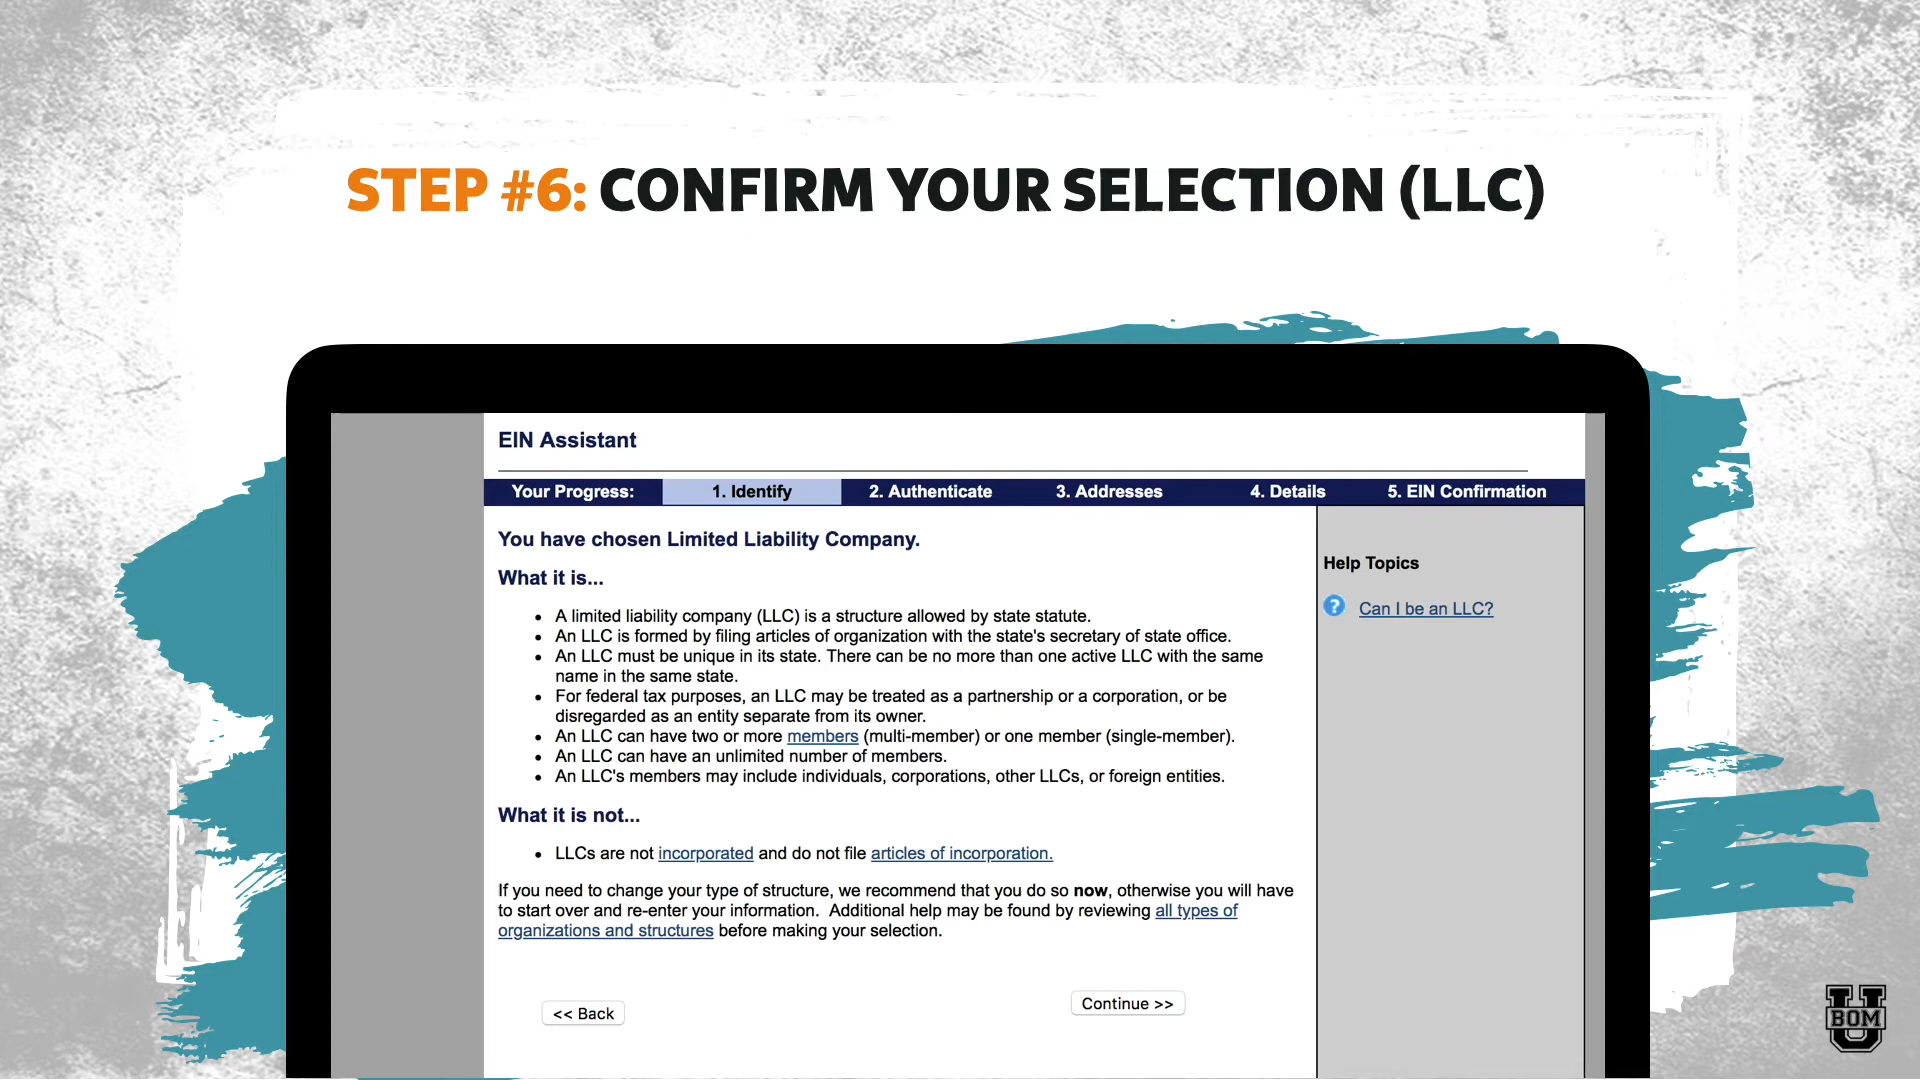 STEP #6: CONFIRM YOUR SELECTION (LLC)
EIN Assistant
Your Progress: 1. Identify 2. Authenticate 3. Addresses 4. Details 5. EIN Confirmation
You have chosen Limited Liability Company.
What it is...
• A limited liability company (LLC) is a structure allowed by state statute.
• An LLC is formed by filing articles of organization with the state's secretary of state office.
• An LLC must be unique in its state. There can be no more than one active LLC with the same
name in the same state.
• For federal tax purposes, an LLC may be treated as a partnership or a corporation, or be
disregarded as an entity separate from its owner.
• An LLC can have two or more members (multi-member) or one member (single-member).
• An LLC can have an unlimited number of members.
• An LLC's members may include individuals, corporations, other LLCs, or foreign entities.
What it is not...
• LLCs are not incorporated and do not file articles of incorporation.
If you need to change your type of structure, we recommend that you do so now, otherwise you will have
to start over and re-enter your information. Additional help may be found by reviewing all types of
organizations and structures before making your selection.
<< Back
Continue >>
Help Topics
? Can I be an LLC?
U
BOM